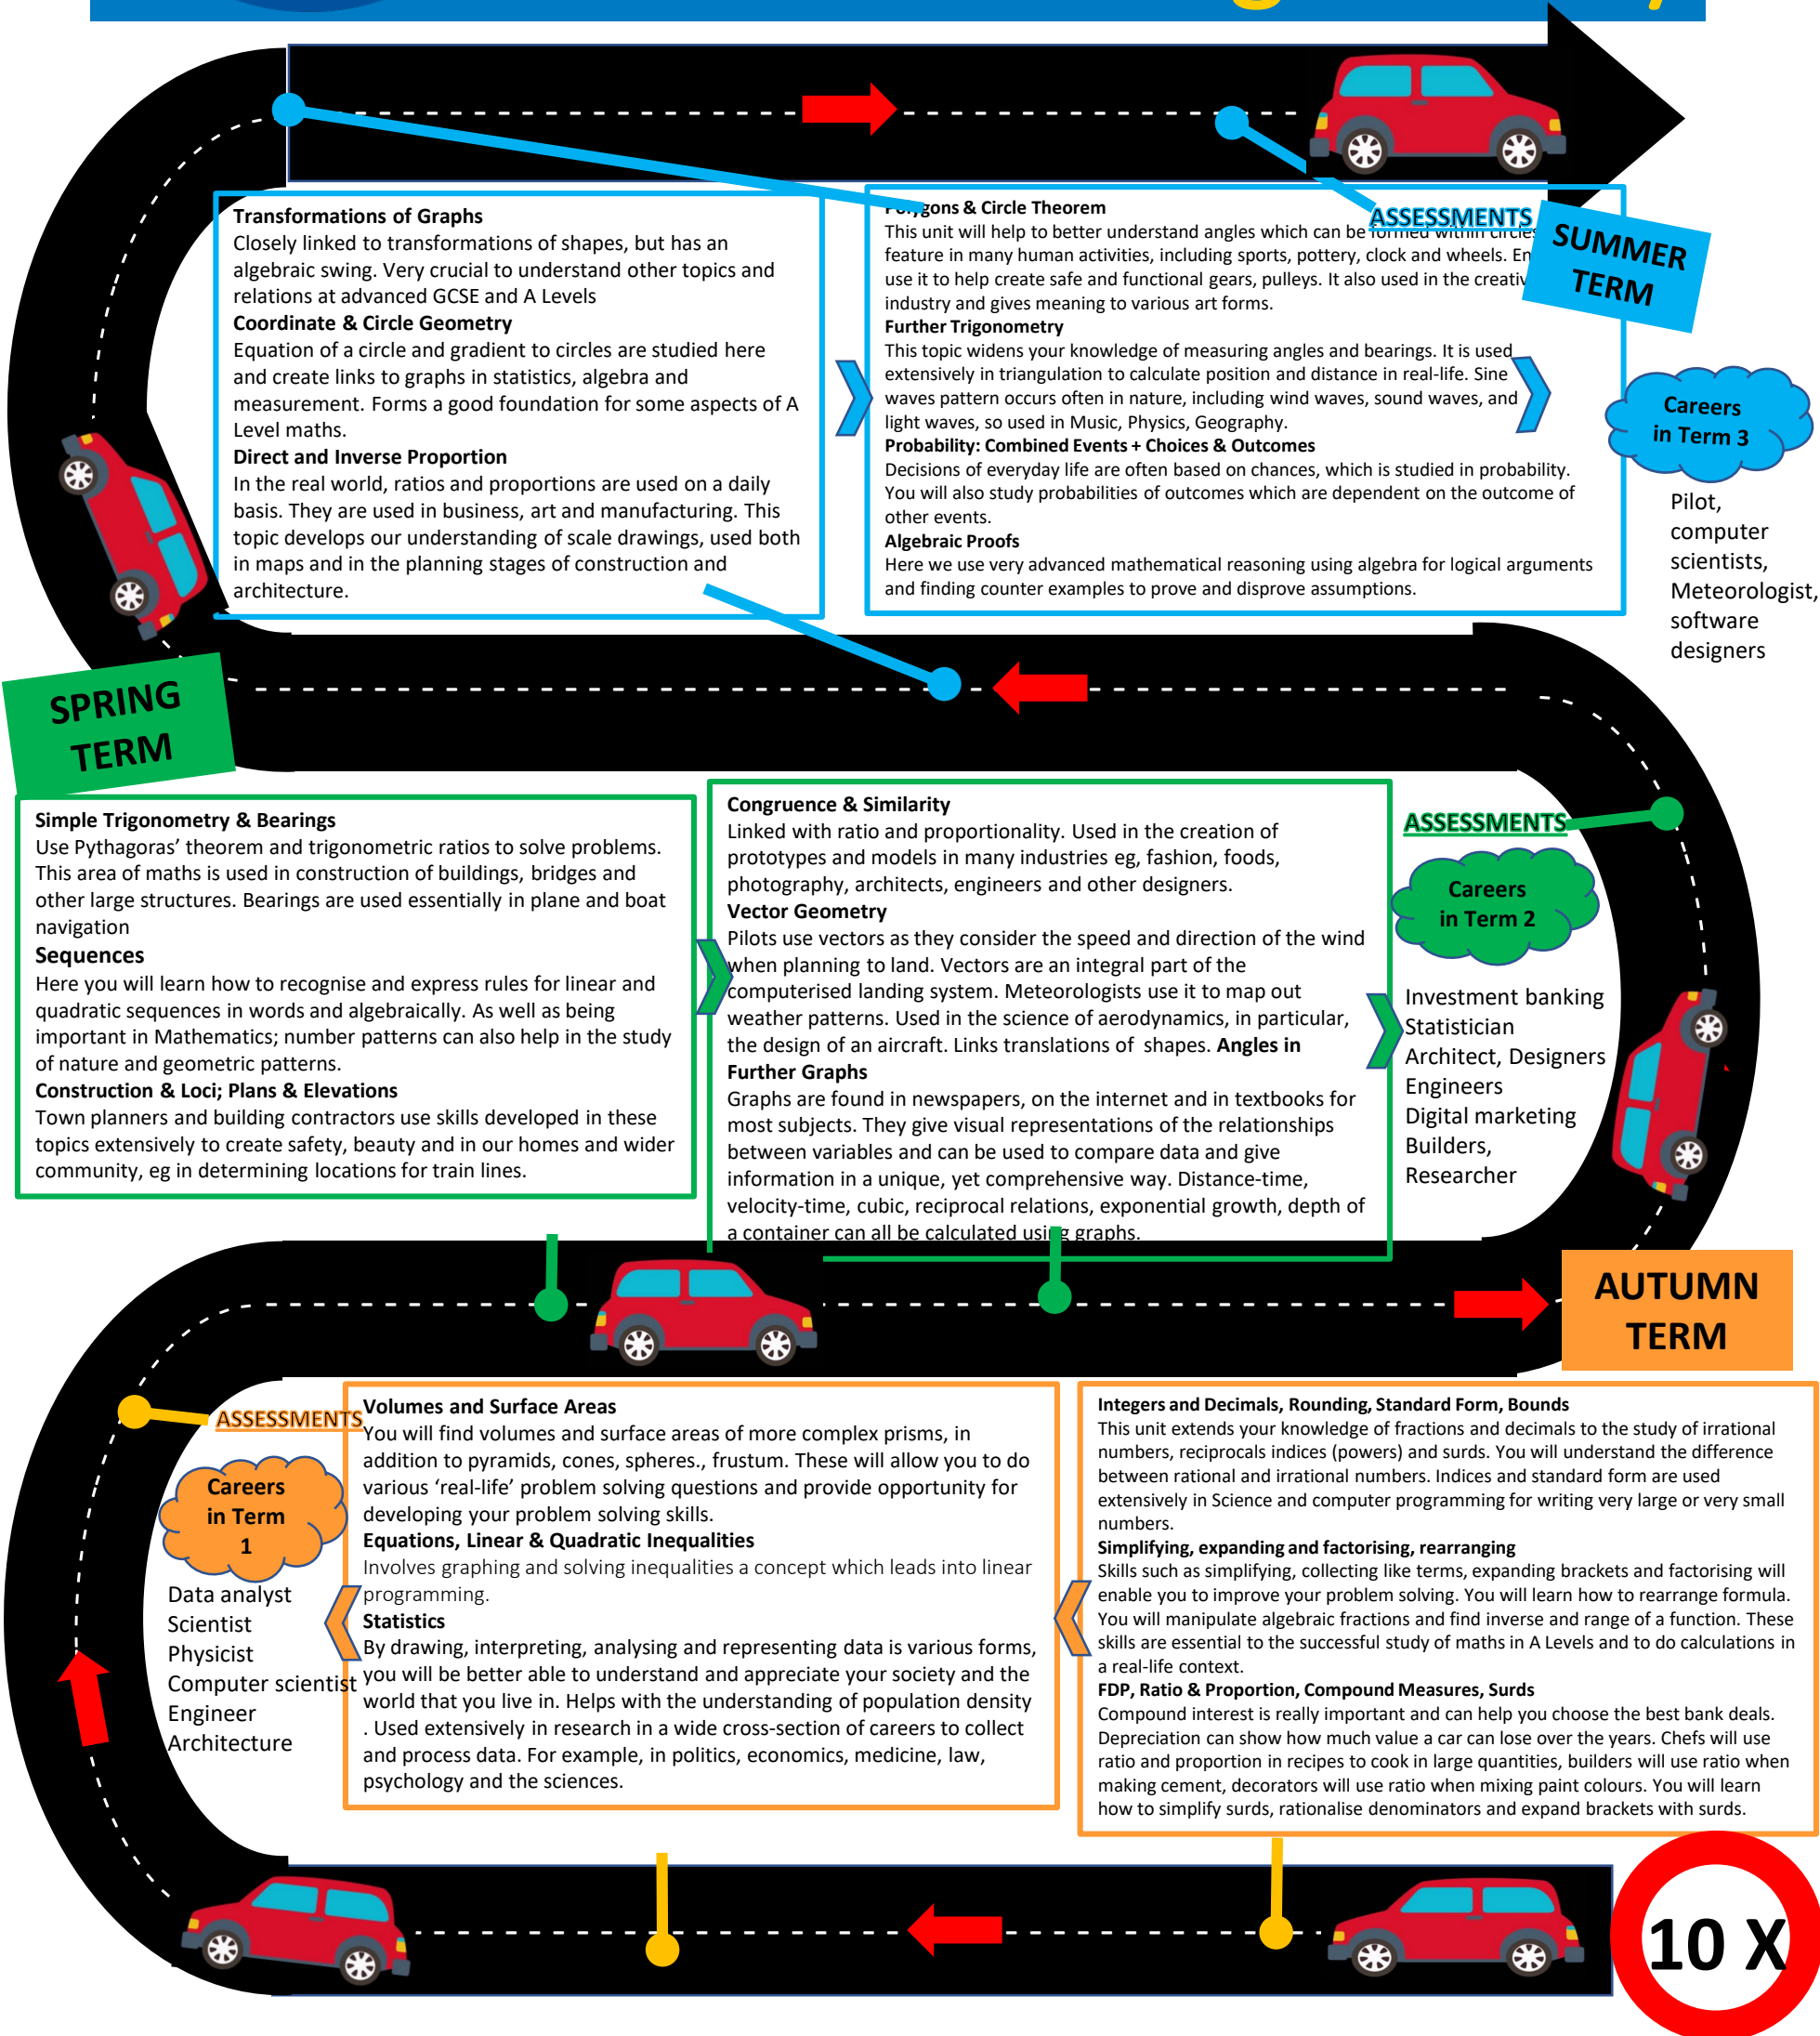 Transformations of Graphs
Closely linked to transformations of shapes, but has an
algebraic swing. Very crucial to understand other topics and
relations at advanced GCSE and A Levels
Coordinate & Circle Geometry
Equation of a circle and gradient to circles are studied here
and create links to graphs in statistics, algebra and
measurement. Forms a good foundation for some aspects of A
Level maths.
Direct and Inverse Proportion
In the real world, ratios and proportions are used on a daily
basis. They are used in business, art and manufacturing. This
topic develops our understanding of scale drawings, used both
in maps and in the planning stages of construction and
architecture.
Polygons & Circle Theorem
This unit will help to better understand angles which can be formed within circles
feature in many human activities, including sports, pottery, clock and wheels.
use it to help create safe and functional gears, pulleys. It also used in the
industry and gives meaning to various art forms.
Further Trigonometry
This topic widens your knowledge of measuring angles and bearings. It is used
extensively in triangulation to calculate position and distance in real-life. Sine
waves pattern occurs often in nature, including wind waves, sound waves, and
light waves, so used in Music, Physics, Geography.
Probability: Combined Events + Choices & Outcomes
Decisions of everyday life are often based on chances, which is studied in probability.
You will also study probabilities of outcomes which are dependent on the outcome of
other events.
Algebraic Proofs
Here we use very advanced mathematical reasoning using algebra for logical arguments
and finding counter examples to prove and disprove assumptions.
ASSESSMENTS
SUMMER
TERM
Careers
in Term 3
Pilot,
computer
scientists,
Meteorologist,
software
designers
SPRING
TERM
Simple Trigonometry & Bearings
Use Pythagoras’ theorem and trigonometric ratios to solve problems.
This area of maths is used in construction of buildings, bridges and
other large structures. Bearings are used essentially in plane and boat
navigation
Sequences
Here you will learn how to recognise and express rules for linear and
quadratic sequences in words and algebraically. As well as being
important in Mathematics; number patterns can also help in the study
of nature and geometric patterns.
Construction & Loci; Plans & Elevations
Town planners and building contractors use skills developed in these
topics extensively to create safety, beauty and in our homes and wider
community, eg in determining locations for train lines.
Congruence & Similarity
Linked with ratio and proportionality. Used in the creation of
prototypes and models in many industries eg, fashion, foods,
photography, architects, engineers and other designers.
Vector Geometry
Pilots use vectors as they consider the speed and direction of the wind
when planning to land. Vectors are an integral part of the
computerised landing system. Meteorologists use it to map out
weather patterns. Used in the science of aerodynamics, in particular,
the design of an aircraft. Links translations of shapes. Angles in
Further Graphs
Graphs are found in newspapers, on the internet and in textbooks for
most subjects. They give visual representations of the relationships
between variables and can be used to compare data and give
information in a unique, yet comprehensive way. Distance-time,
velocity-time, cubic, reciprocal relations, exponential growth, depth of
a container can all be calculated using graphs.
ASSESSMENTS
Careers
in Term 2
Investment banking
Statistician
Architect, Designers
Engineers
Digital marketing
Builders,
Researcher
AUTUMN
TERM
ASSESSMENTS
Careers
in Term
1
Data analyst
Scientist
Physicist
Computer scientist
Engineer
Architecture
Volumes and Surface Areas
You will find volumes and surface areas of more complex prisms, in
addition to pyramids, cones, spheres., frustum. These will allow you to do
various ‘real-life’ problem solving questions and provide opportunity for
developing your problem solving skills.
Equations, Linear & Quadratic Inequalities
Involves graphing and solving inequalities a concept which leads into linear
programming.
Statistics
By drawing, interpreting, analysing and representing data is various forms,
you will be better able to understand and appreciate your society and the
world that you live in. Helps with the understanding of population density
. Used extensively in research in a wide cross-section of careers to collect
and process data. For example, in politics, economics, medicine, law,
psychology and the sciences.
Integers and Decimals, Rounding, Standard Form, Bounds
This unit extends your knowledge of fractions and decimals to the study of irrational
numbers, reciprocals indices (powers) and surds. You will understand the difference
between rational and irrational numbers. Indices and standard form are used
extensively in Science and computer programming for writing very large or very small
numbers.
Simplifying, expanding and factorising, rearranging
Skills such as simplifying, collecting like terms, expanding brackets and factorising will
enable you to improve your problem solving. You will learn how to rearrange formula.
You will manipulate algebraic fractions and find inverse and range of a function. These
skills are essential to the successful study of maths in A Levels and to do calculations in
a real-life context.
FDP, Ratio & Proportion, Compound Measures, Surds
Compound interest is really important and can help you choose the best bank deals.
Depreciation can show how much value a car can lose over the years. Chefs will use
ratio and proportion in recipes to cook in large quantities, builders will use ratio when
making cement, decorators will use ratio when mixing paint colours. You will learn
how to simplify surds, rationalise denominators and expand brackets with surds.
10 X